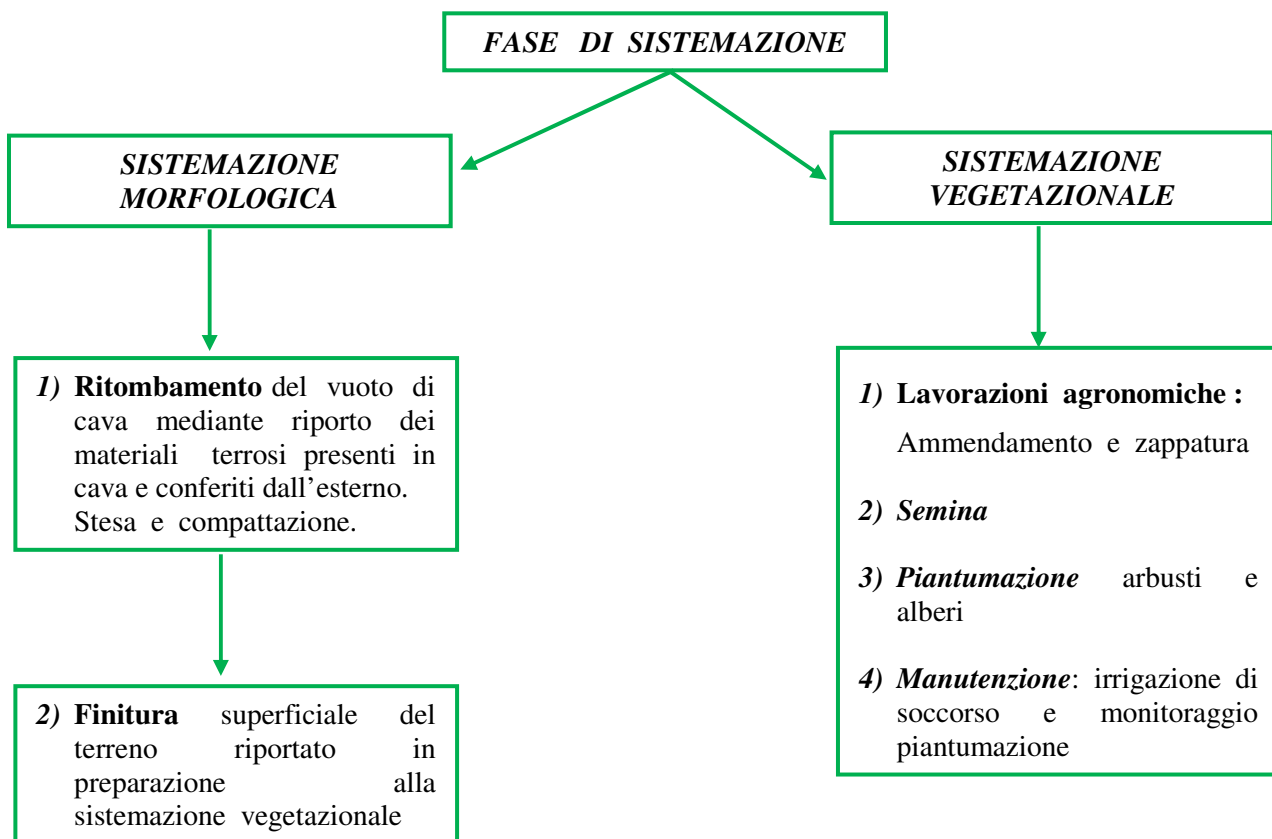 FASE DI SISTEMAZIONE
SISTEMAZIONE
MORFOLOGICA
SISTEMAZIONE
VEGETAZIONALE
1) Ritombamento del vuoto di
cava mediante riporto dei
materiali terrosi presenti in
cava e conferiti dall'esterno.
Stesa e compattazione.
2) Finitura superficiale del
terreno riportato in
preparazione alla
sistemazione vegetazionale
1) Lavorazioni agronomiche :
Ammendamento e zappatura
2) Semina
3) Piantumazione arbusti e
alberi
4) Manutenzione: irrigazione di
soccorso e monitoraggio
piantumazione